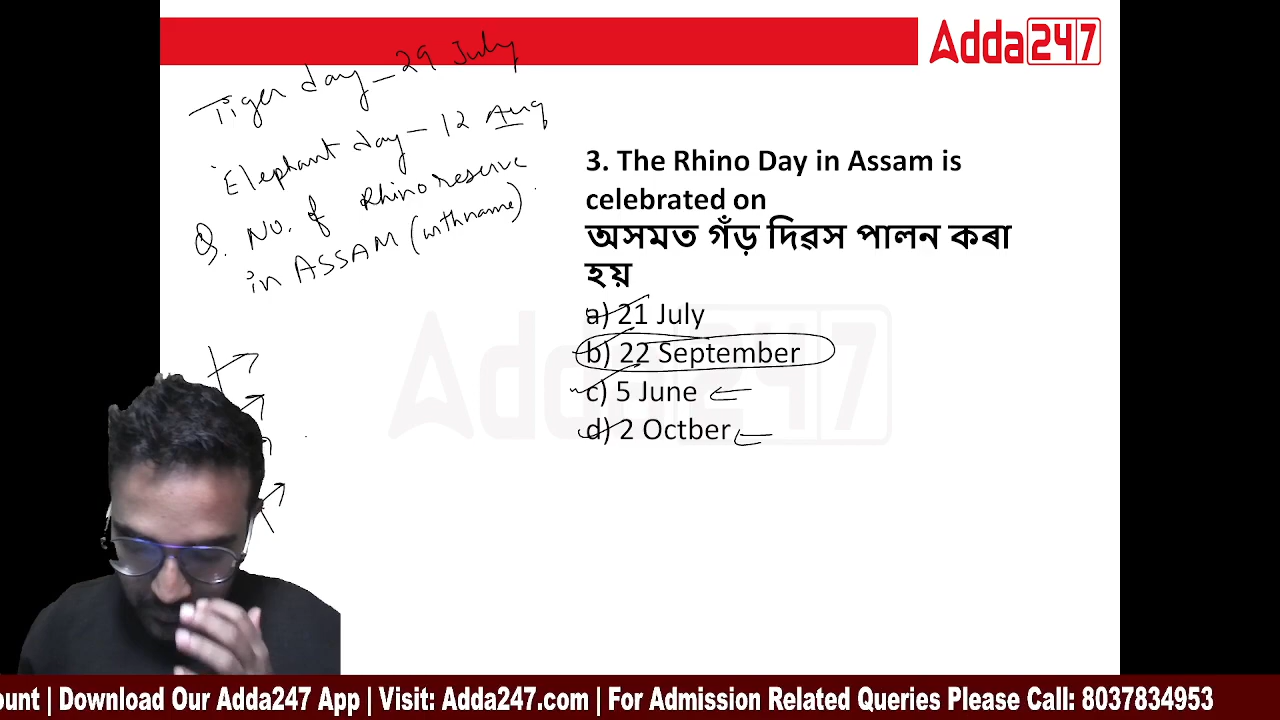 Adda247
Tiger day - 29 July
Elephant day - 12 Aug
Q. No. of Rhino reserve
in ASSAM (with name)
3. The Rhino Day in Assam is
celebrated on
অসমত গঁড় দিৱস পালন কৰা
হয়
a) 21 July
b) 22 September
c) 5 June
d) 2 Octber
Adda247
ount | Download Our Adda247 App | Visit: Adda247.com | For Admission Related Queries Please Call: 8037834953